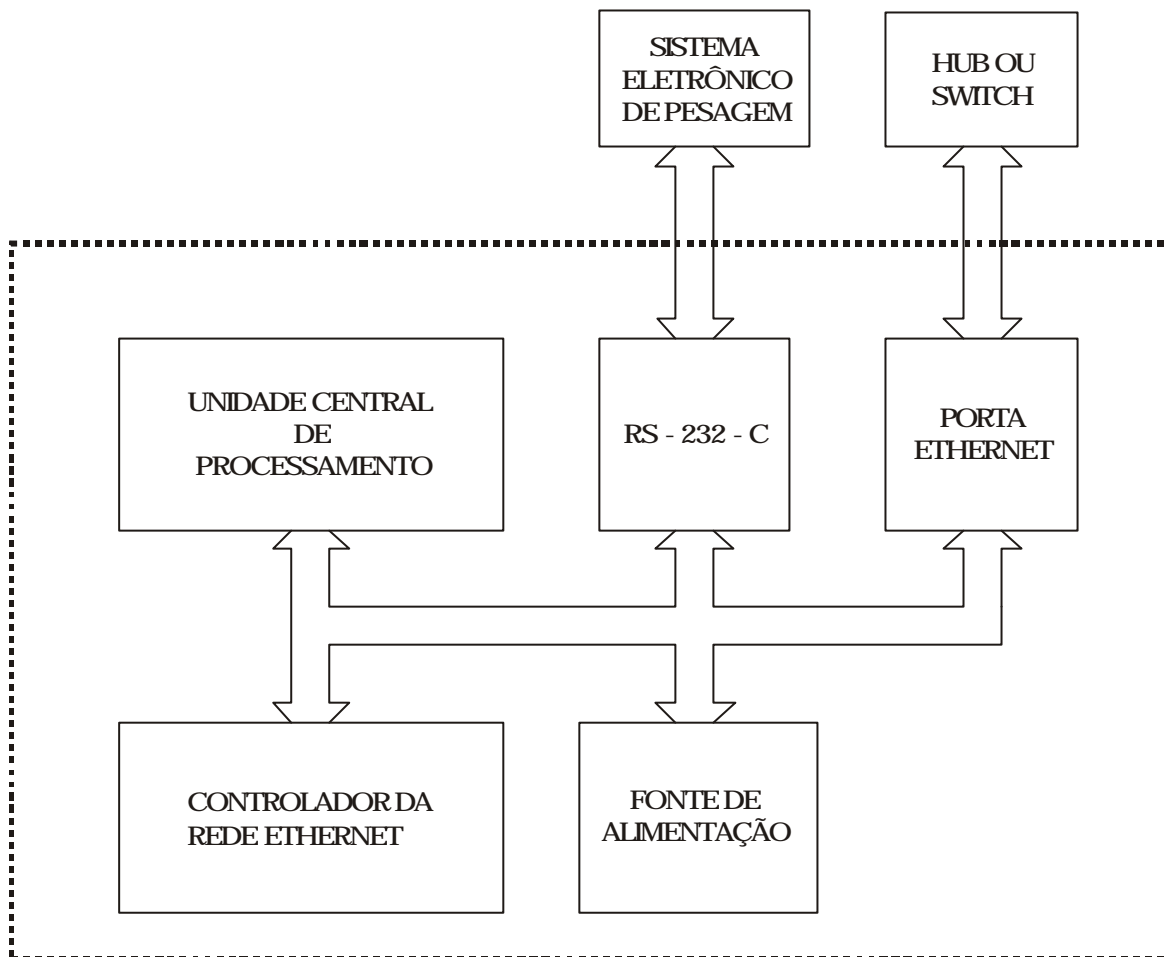 SISTEMA
ELETRÔNICO
DE PESAGEM
HUB OU
SWITCH
UNIDADE CENTRAL
DE
PROCESSAMENTO
RS - 232 - C
PORTA
ETHERNET
CONTROLADOR DA
REDE ETHERNET
FONTE DE
ALIMENTAÇÃO